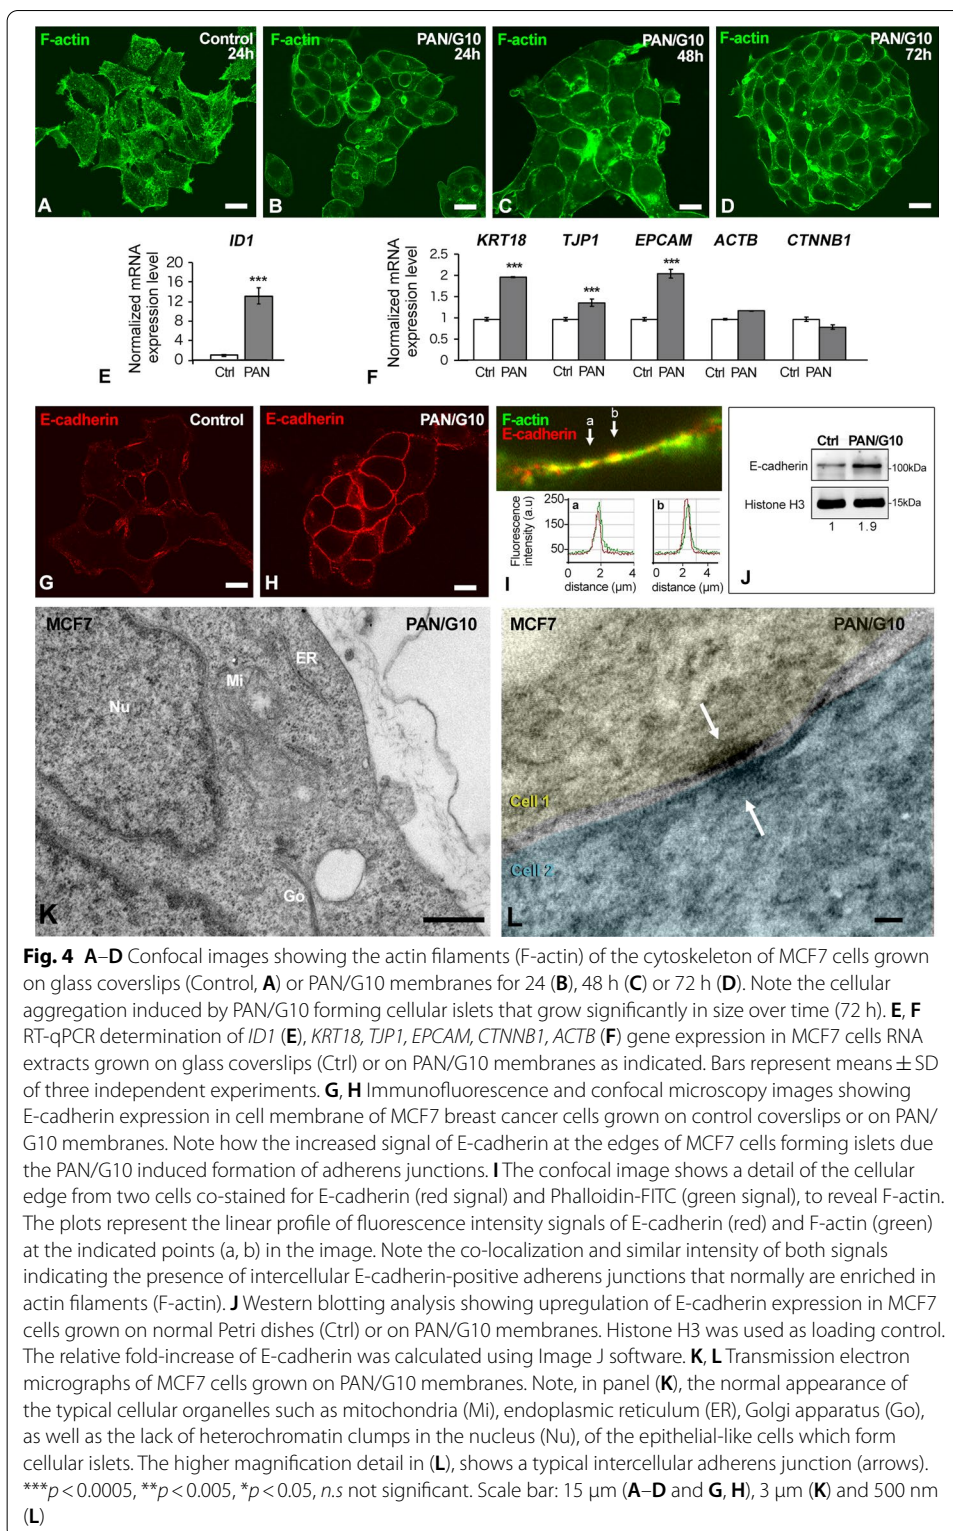 F-actin Control 24h
F-actin PAN/G10 24h
F-actin PAN/G10 48h
F-actin PAN/G10 72h
A B C D
ID1
Normalized mRNA expression level
20
16
12
8
4
0
***
Ctrl PAN
E
KRT18 TJP1 EPCAM ACTB CTNNB1
Normalized mRNA expression level
2.5
2
1.5
1
0.5
0
*** *** ***
Ctrl PAN Ctrl PAN Ctrl PAN Ctrl PAN Ctrl PAN
F
E-cadherin Control
G
E-cadherin PAN/G10
H
F-actin
E-cadherin
a b
Fluorescence intensity (a.u)
250
150
50
a b
0 2 4 0 2 4
distance (µm) distance (µm)
I
Ctrl PAN/G10
E-cadherin -100kDa
Histone H3 -15kDa
1 1.9
J
MCF7 PAN/G10
ER
Mi
Nu
Go
K
MCF7 PAN/G10
Cell 1
Cell 2
L
Fig. 4 A–D Confocal images showing the actin filaments (F-actin) of the cytoskeleton of MCF7 cells grown
on glass coverslips (Control, A) or PAN/G10 membranes for 24 (B), 48 h (C) or 72 h (D). Note the cellular
aggregation induced by PAN/G10 forming cellular islets that grow significantly in size over time (72 h). E, F
RT-qPCR determination of ID1 (E), KRT18, TJP1, EPCAM, CTNNB1, ACTB (F) gene expression in MCF7 cells RNA
extracts grown on glass coverslips (Ctrl) or on PAN/G10 membranes as indicated. Bars represent means ± SD
of three independent experiments. G, H Immunofluorescence and confocal microscopy images showing
E-cadherin expression in cell membrane of MCF7 breast cancer cells grown on control coverslips or on PAN/
G10 membranes. Note how the increased signal of E-cadherin at the edges of MCF7 cells forming islets due
the PAN/G10 induced formation of adherens junctions. I The confocal image shows a detail of the cellular
edge from two cells co-stained for E-cadherin (red signal) and Phalloidin-FITC (green signal), to reveal F-actin.
The plots represent the linear profile of fluorescence intensity signals of E-cadherin (red) and F-actin (green)
at the indicated points (a, b) in the image. Note the co-localization and similar intensity of both signals
indicating the presence of intercellular E-cadherin-positive adherens junctions that normally are enriched in
actin filaments (F-actin). J Western blotting analysis showing upregulation of E-cadherin expression in MCF7
cells grown on normal Petri dishes (Ctrl) or on PAN/G10 membranes. Histone H3 was used as loading control.
The relative fold-increase of E-cadherin was calculated using Image J software. K, L Transmission electron
micrographs of MCF7 cells grown on PAN/G10 membranes. Note, in panel (K), the normal appearance of
the typical cellular organelles such as mitochondria (Mi), endoplasmic reticulum (ER), Golgi apparatus (Go),
as well as the lack of heterochromatin clumps in the nucleus (Nu), of the epithelial-like cells which form
cellular islets. The higher magnification detail in (L), shows a typical intercellular adherens junction (arrows).
***p < 0.0005, **p < 0.005, *p < 0.05, n.s not significant. Scale bar: 15 µm (A–D and G, H), 3 µm (K) and 500 nm
(L)